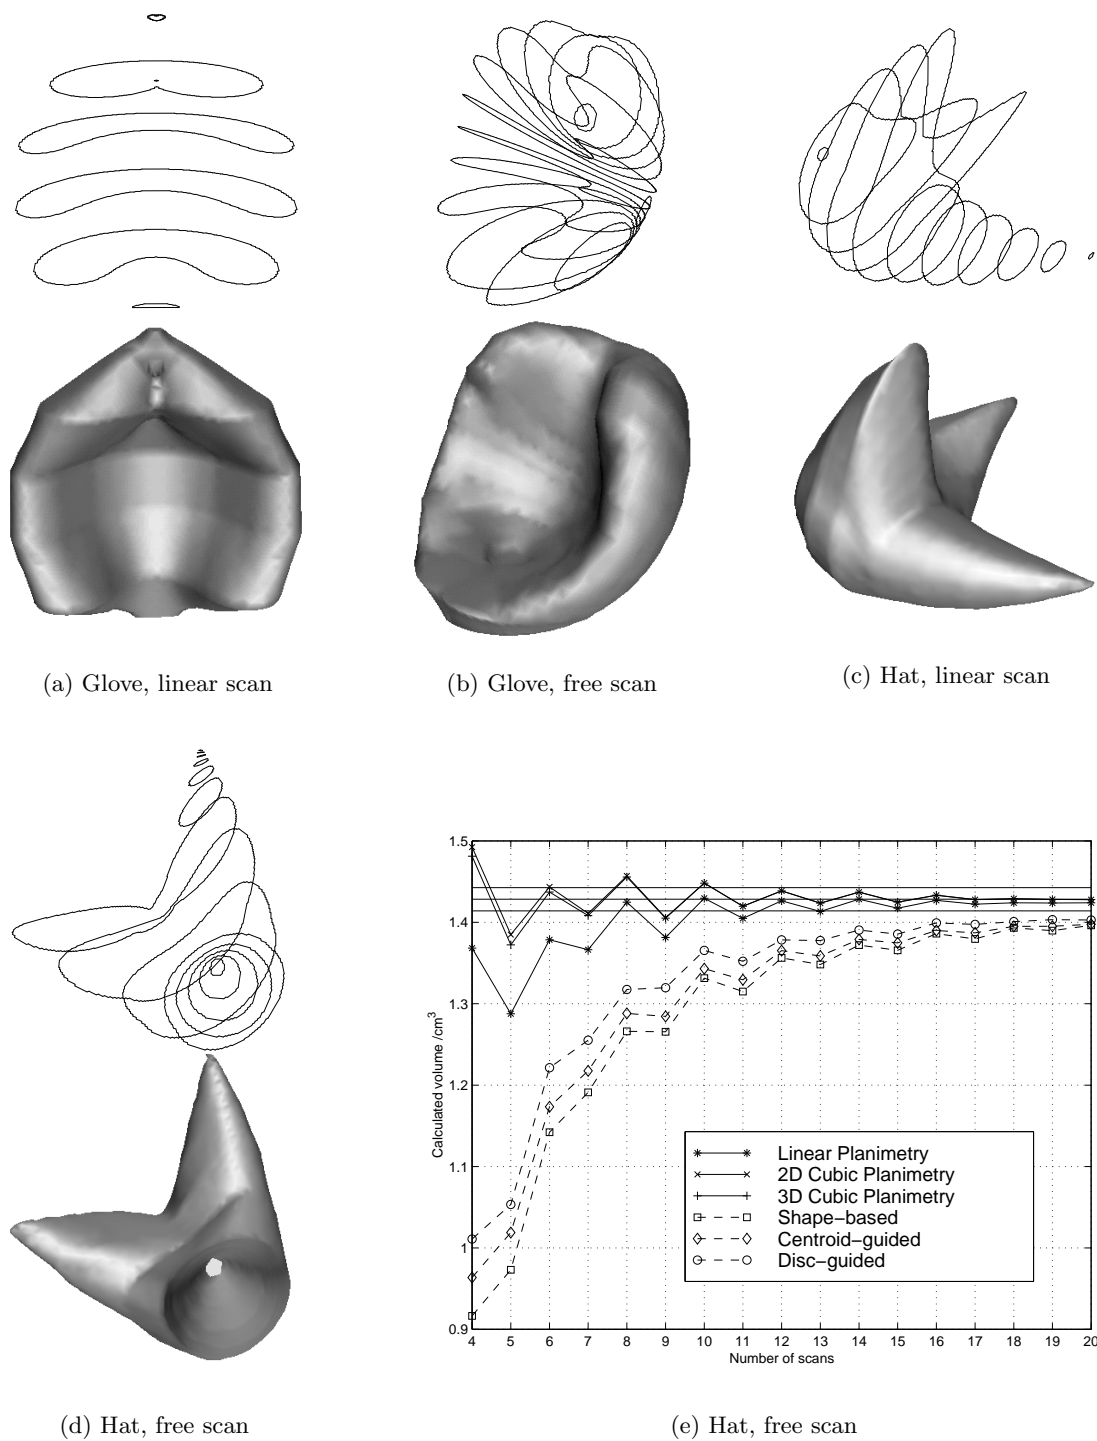 (a) Glove, linear scan
(b) Glove, free scan
(c) Hat, linear scan
1.5
1.4
1.3
1.2
1.1
1
0.9
Calculated volume /cm³
Linear Planimetry
2D Cubic Planimetry
3D Cubic Planimetry
Shape−based
Centroid−guided
Disc−guided
4 5 6 7 8 9 10 11 12 13 14 15 16 17 18 19 20
Number of scans
(d) Hat, free scan
(e) Hat, free scan